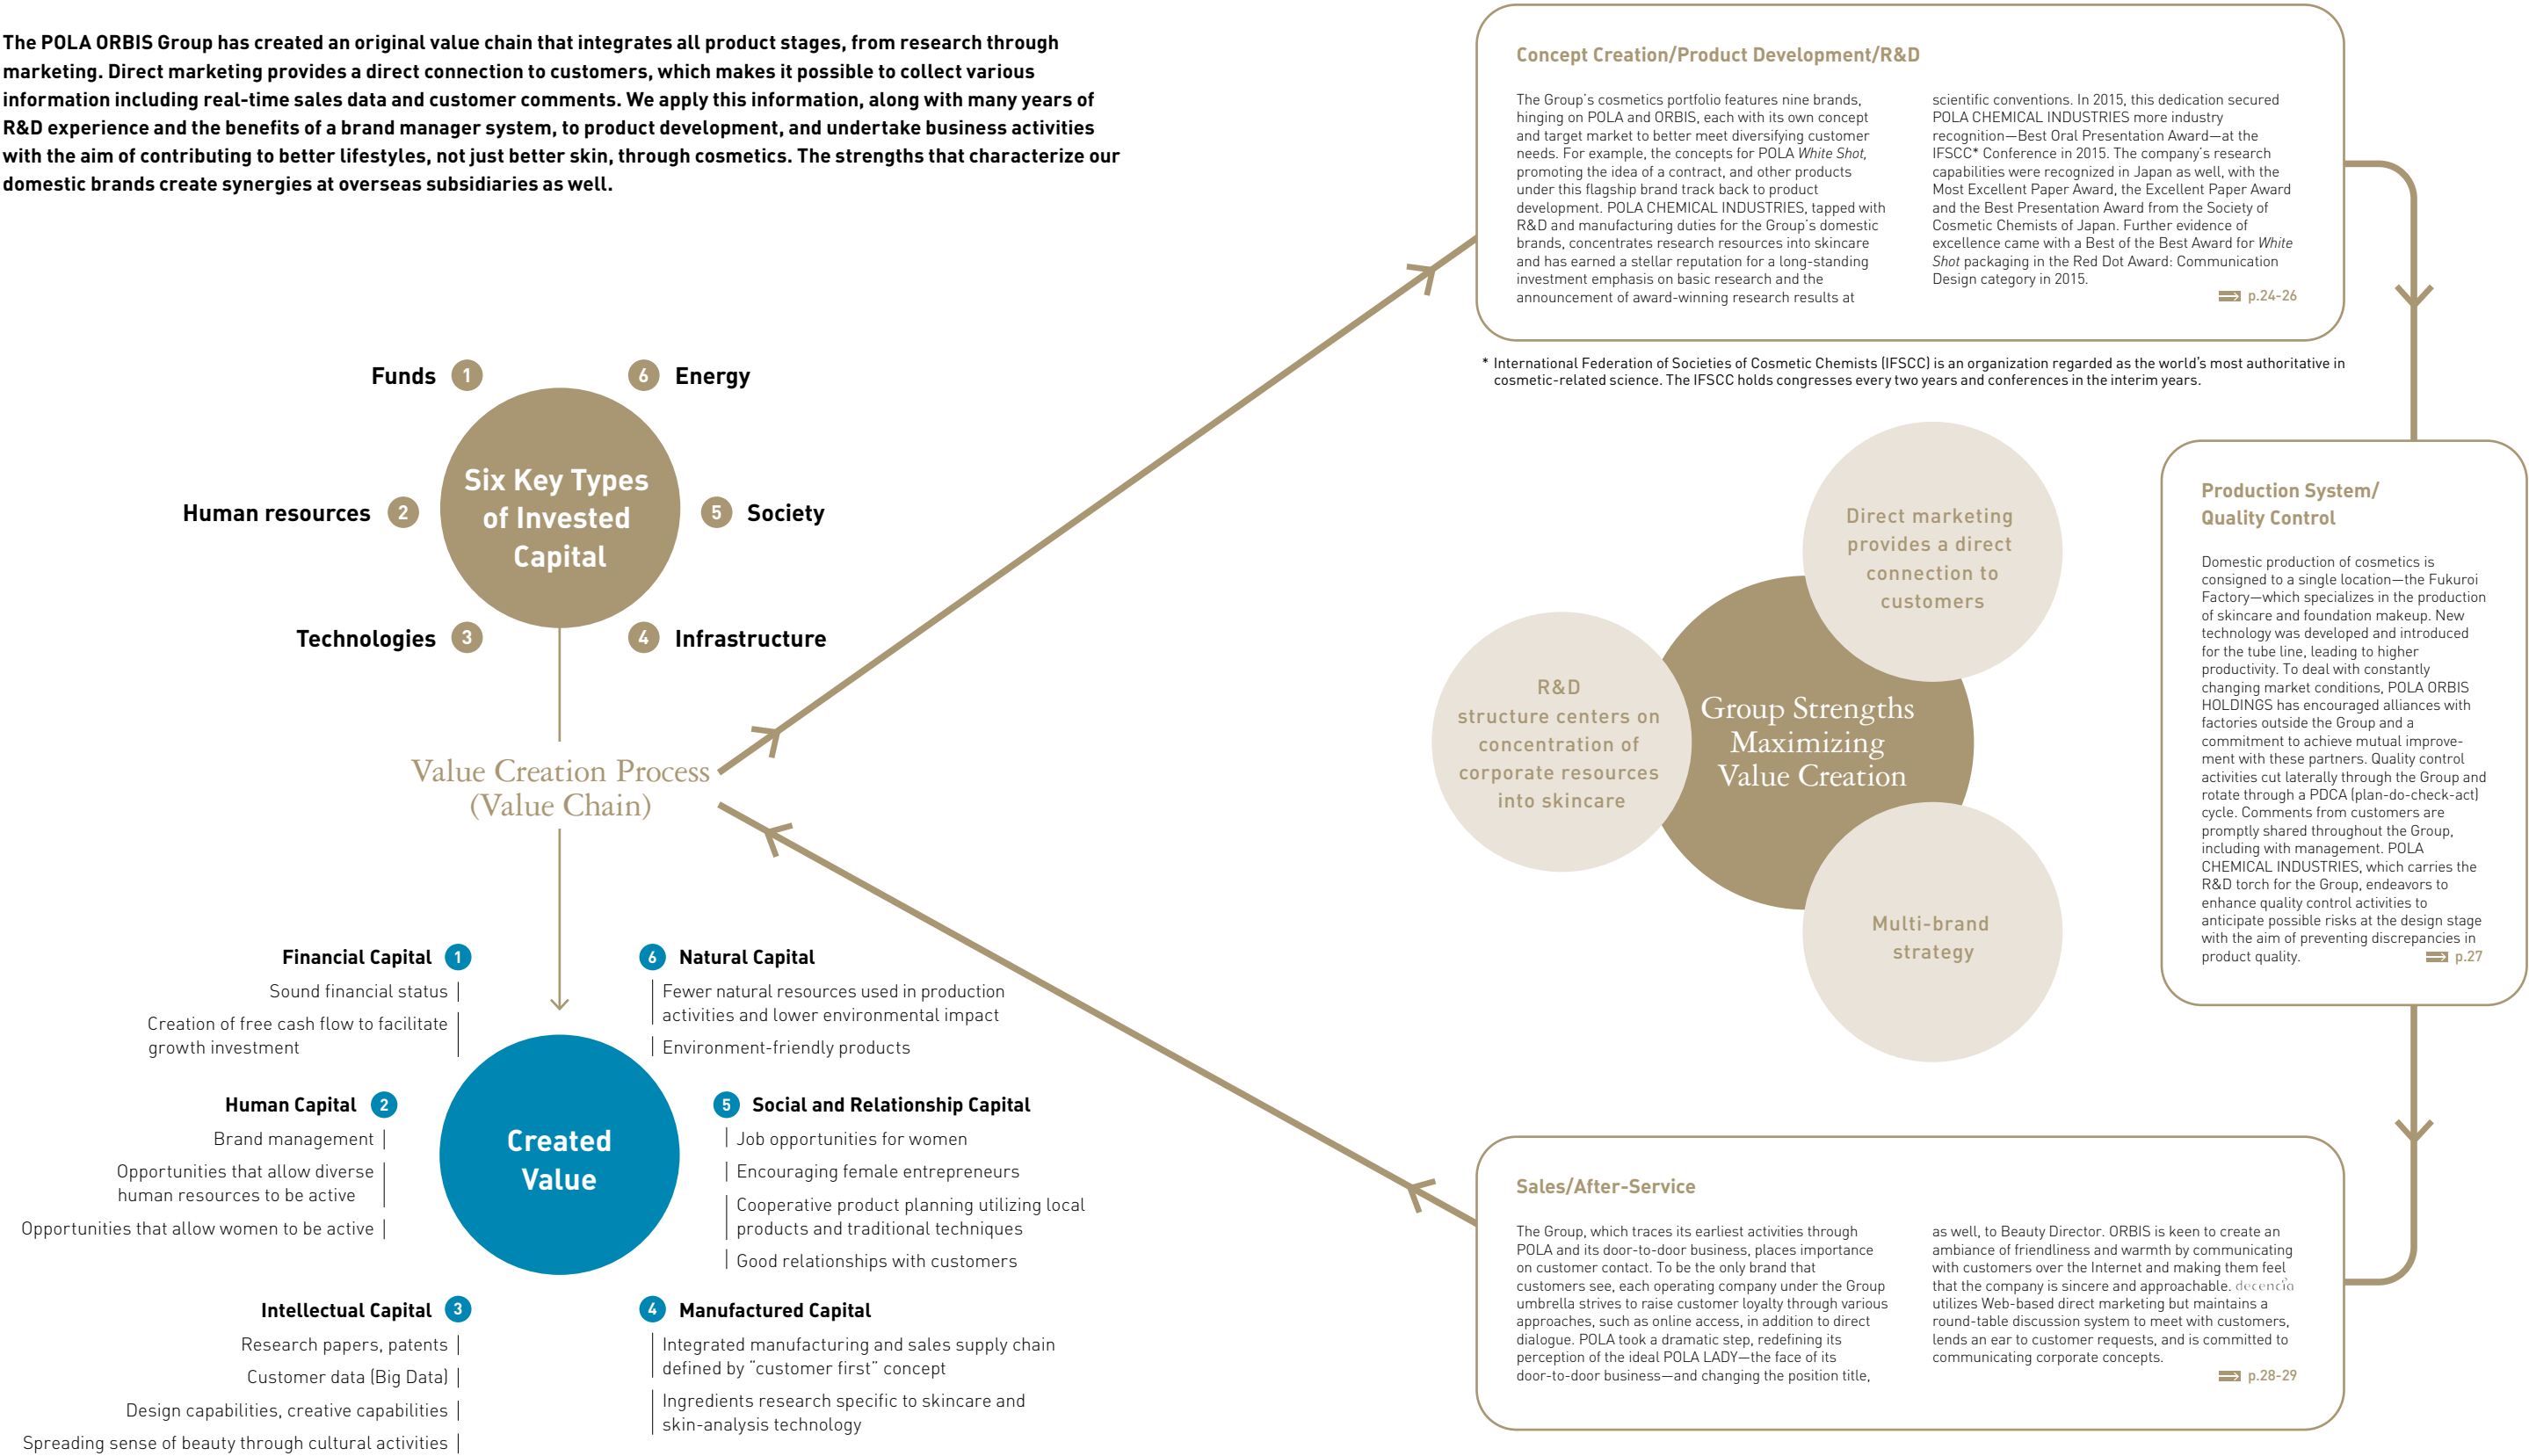 The POLA ORBIS Group has created an original value chain that integrates all product stages, from research through
marketing. Direct marketing provides a direct connection to customers, which makes it possible to collect various
information including real-time sales data and customer comments. We apply this information, along with many years of
R&D experience and the benefits of a brand manager system, to product development, and undertake business activities
with the aim of contributing to better lifestyles, not just better skin, through cosmetics. The strengths that characterize our
domestic brands create synergies at overseas subsidiaries as well.
Funds 1
6 Energy
Six Key Types
of Invested
Capital
Human resources 2
5 Society
Technologies 3
4 Infrastructure
Value Creation Process
(Value Chain)
Financial Capital 1
Sound financial status
Creation of free cash flow to facilitate
growth investment
6 Natural Capital
Fewer natural resources used in production
activities and lower environmental impact
Environment-friendly products
Human Capital 2
Brand management
Opportunities that allow diverse
human resources to be active
Opportunities that allow women to be active
Created
Value
5 Social and Relationship Capital
Job opportunities for women
Encouraging female entrepreneurs
Cooperative product planning utilizing local
products and traditional techniques
Good relationships with customers
Intellectual Capital 3
Research papers, patents
Customer data (Big Data)
Design capabilities, creative capabilities
Spreading sense of beauty through cultural activities
4 Manufactured Capital
Integrated manufacturing and sales supply chain
defined by “customer first” concept
Ingredients research specific to skincare and
skin-analysis technology
Concept Creation/Product Development/R&D
The Group’s cosmetics portfolio features nine brands,
hinging on POLA and ORBIS, each with its own concept
and target market to better meet diversifying customer
needs. For example, the concepts for POLA White Shot,
promoting the idea of a contract, and other products
under this flagship brand track back to product
development. POLA CHEMICAL INDUSTRIES, tapped with
R&D and manufacturing duties for the Group’s domestic
brands, concentrates research resources into skincare
and has earned a stellar reputation for a long-standing
investment emphasis on basic research and the
announcement of award-winning research results at
scientific conventions. In 2015, this dedication secured
POLA CHEMICAL INDUSTRIES more industry
recognition—Best Oral Presentation Award—at the
IFSCC* Conference in 2015. The company’s research
capabilities were recognized in Japan as well, with the
Most Excellent Paper Award, the Excellent Paper Award
and the Best Presentation Award from the Society of
Cosmetic Chemists of Japan. Further evidence of
excellence came with a Best of the Best Award for White
Shot packaging in the Red Dot Award: Communication
Design category in 2015.
p.24-26
* International Federation of Societies of Cosmetic Chemists (IFSCC) is an organization regarded as the world’s most authoritative in
cosmetic-related science. The IFSCC holds congresses every two years and conferences in the interim years.
Direct marketing
provides a direct
connection to
customers
R&D
structure centers on
concentration of
corporate resources
into skincare
Group Strengths
Maximizing
Value Creation
Multi-brand
strategy
Production System/
Quality Control
Domestic production of cosmetics is
consigned to a single location—the Fukuroi
Factory—which specializes in the production
of skincare and foundation makeup. New
technology was developed and introduced
for the tube line, leading to higher
productivity. To deal with constantly
changing market conditions, POLA ORBIS
HOLDINGS has encouraged alliances with
factories outside the Group and a
commitment to achieve mutual improve-
ment with these partners. Quality control
activities cut laterally through the Group and
rotate through a PDCA (plan-do-check-act)
cycle. Comments from customers are
promptly shared throughout the Group,
including with management. POLA
CHEMICAL INDUSTRIES, which carries the
R&D torch for the Group, endeavors to
enhance quality control activities to
anticipate possible risks at the design stage
with the aim of preventing discrepancies in
product quality.
p.27
Sales/After-Service
The Group, which traces its earliest activities through
POLA and its door-to-door business, places importance
on customer contact. To be the only brand that
customers see, each operating company under the Group
umbrella strives to raise customer loyalty through various
approaches, such as online access, in addition to direct
dialogue. POLA took a dramatic step, redefining its
perception of the ideal POLA LADY—the face of its
door-to-door business—and changing the position title,
as well, to Beauty Director. ORBIS is keen to create an
ambiance of friendliness and warmth by communicating
with customers over the Internet and making them feel
that the company is sincere and approachable. decencia
utilizes Web-based direct marketing but maintains a
round-table discussion system to meet with customers,
lends an ear to customer requests, and is committed to
communicating corporate concepts.
p.28-29